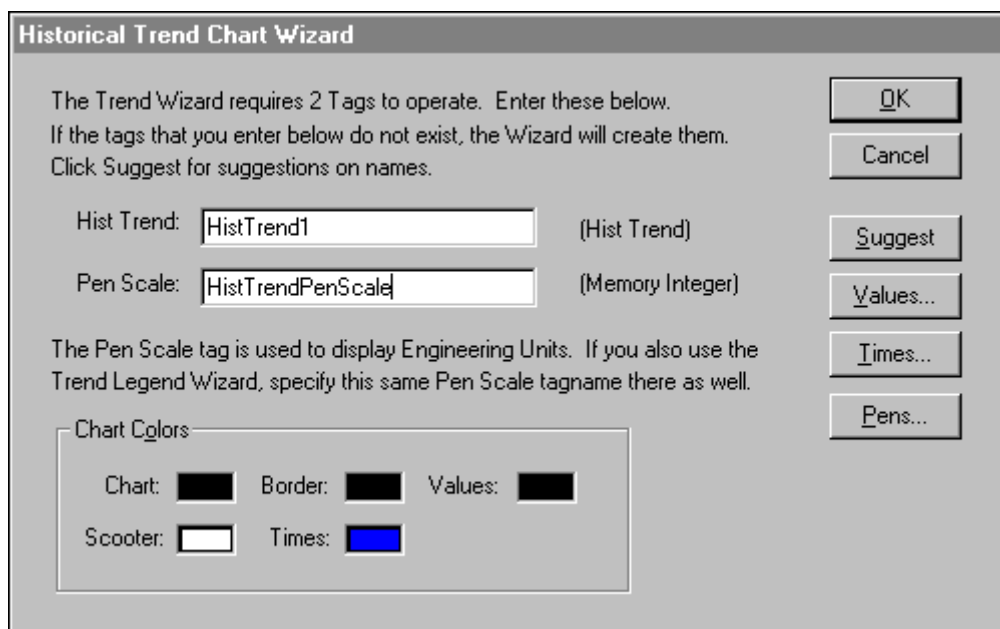 Historical Trend Chart Wizard
The Trend Wizard requires 2 Tags to operate.  Enter these below.
If the tags that you enter below do not exist, the Wizard will create them.
Click Suggest for suggestions on names.
OK
Cancel
Hist Trend: HistTrend1 (Hist Trend)
Suggest
Pen Scale: HistTrendPenScale (Memory Integer)
Values...
The Pen Scale tag is used to display Engineering Units.  If you also use the
Trend Legend Wizard, specify this same Pen Scale tagname there as well.
Times...
Pens...
Chart Colors
Chart: Border: Values:
Scooter: Times: